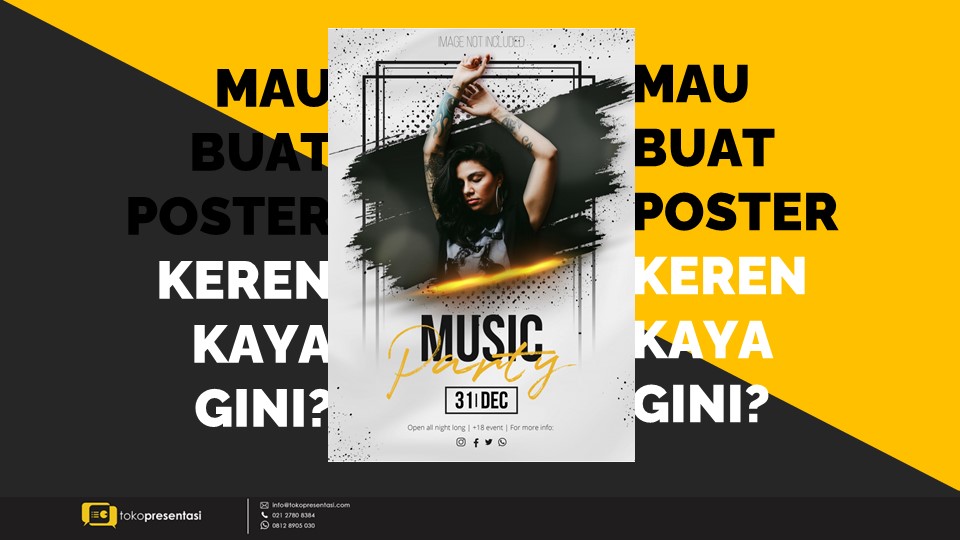 MAU
BUAT
POSTER
KEREN
KAYA
GINI?
IMAGE NOT INCLUDED
MUSIC
Party
31 DEC
Open all night long | +18 event | For more info:
MAU
BUAT
POSTER
KEREN
KAYA
GINI?
tokopresentasi
info@tokopresentasi.com
021 2780 8384
0812 8905 030